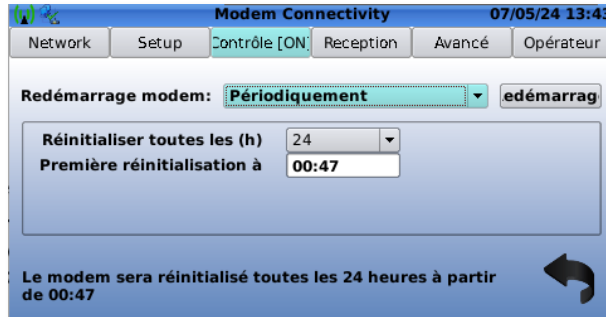 Modem Connectivity 07/05/24 13:43
Network Setup Contrôle [ON] Reception Avancé Opérateur
Redémarrage modem: Périodiquement edémarrag
Réinitialiser toutes les (h) 24
Première réinitialisation à 00:47
Le modem sera réinitialisé toutes les 24 heures à partir
de 00:47